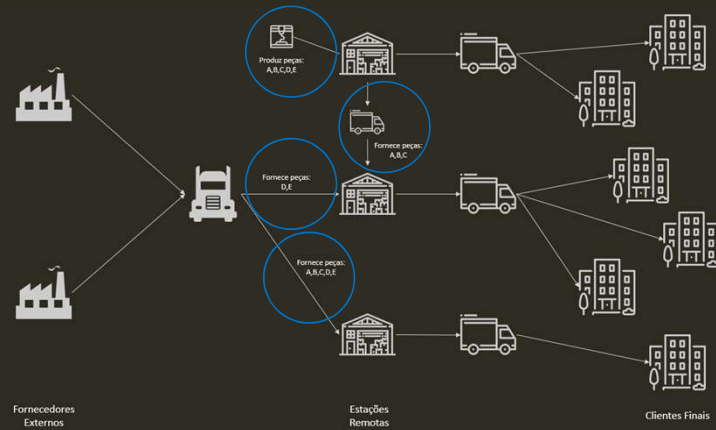 Produz peças:
A,B,C,D,E
Fornece peças:
A,B,C
Fornece peças:
D,E
Fornece peças:
A,B,C,D,E
Fornecedores
Externos
Estações
Remotas
Clientes Finais